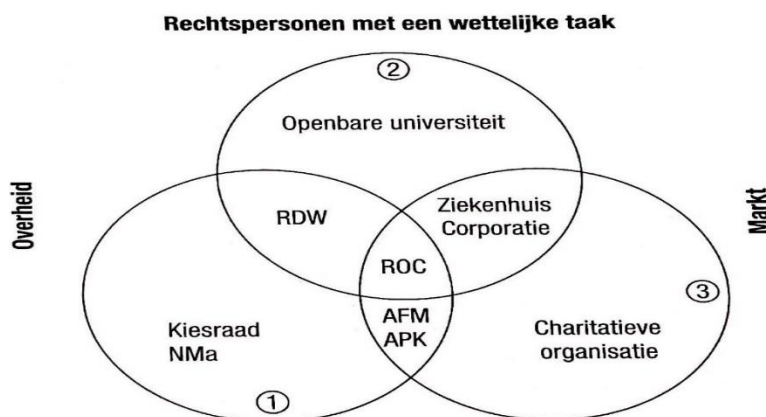 Rechtspersonen met een wettelijke taak
2
Openbare universiteit
Overheid
Markt
RDW
Ziekenhuis
Corporatie
ROC
3
AFM
APK
Kiesraad
NMa
Charitatieve
organisatie
1